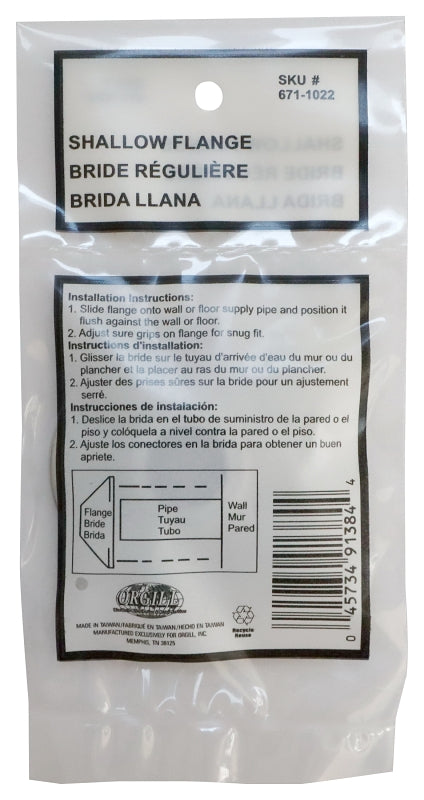 SKU #
671-1022
SHALLOW FLANGE
BRIDE RÉGULIÈRE
BRIDA LLANA
Installation Instructions:
1. Slide flange onto wall or floor supply pipe and position it
flush against the wall or floor.
2. Adjust sure grips on flange for snug fit.
Instructions d'installation:
1. Glisser la bride sur le tuyau d'arrivée d'eau du mur ou du
plancher et la placer au ras du mur ou du plancher.
2. Ajuster des prises sûres sur la bride pour un ajustement
serré.
Instrucciones de instalación:
1. Deslice la brida en el tubo de suministro de la pared o el
piso y colóquela a nivel contra la pared o el piso.
2. Ajuste los conectores en la brida para obtener un buen
apriete.
Flange
Bride
Brida
Pipe
Tuyau
Tubo
Wall
Mur
Pared
ORGILL
MADE IN TAIWAN/FABRIQUÉ EN TAIWAN/HECHO EN TAIWAN
MANUFACTURED EXCLUSIVELY FOR ORGILL, INC.
MEMPHIS, TN 38125
Recycle
Reuse
0 45734 91384 4